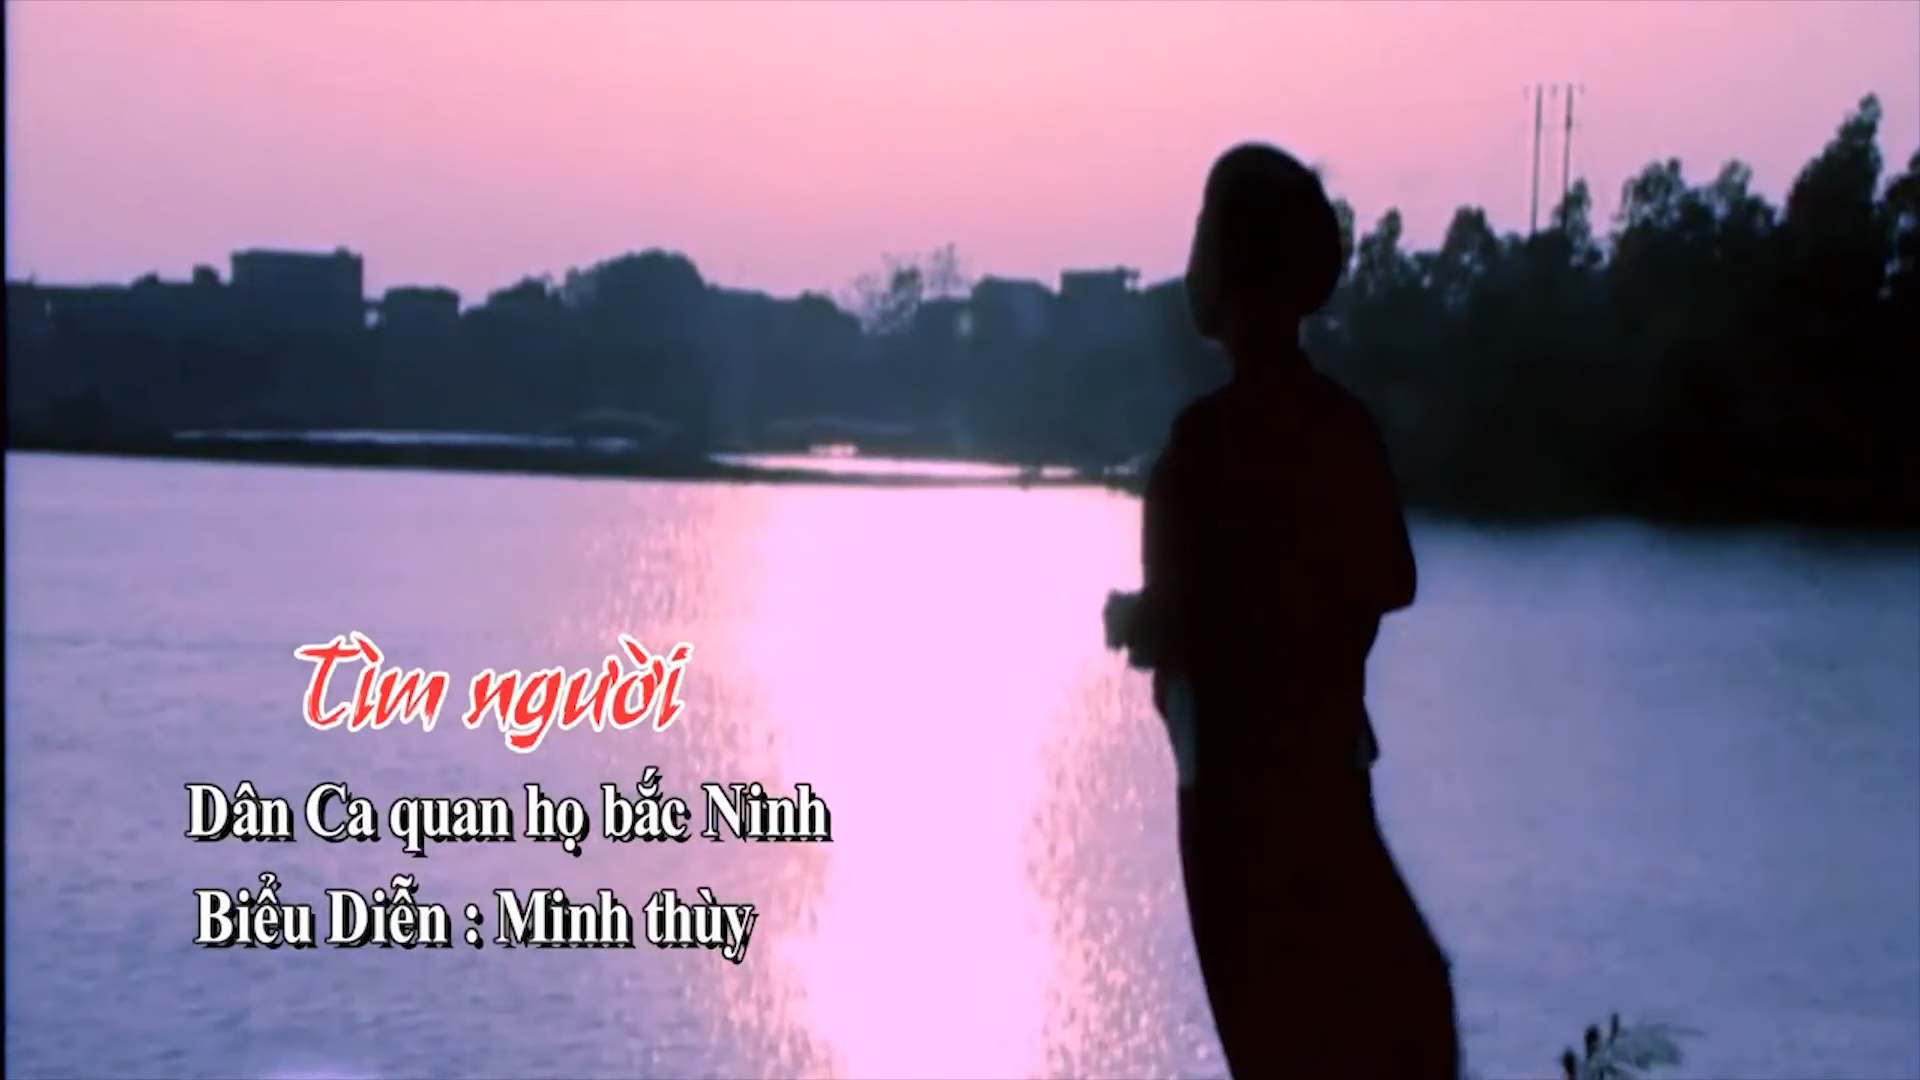 Tìm người
Dân Ca quan họ bắc Ninh
Biểu Diễn : Minh thùy